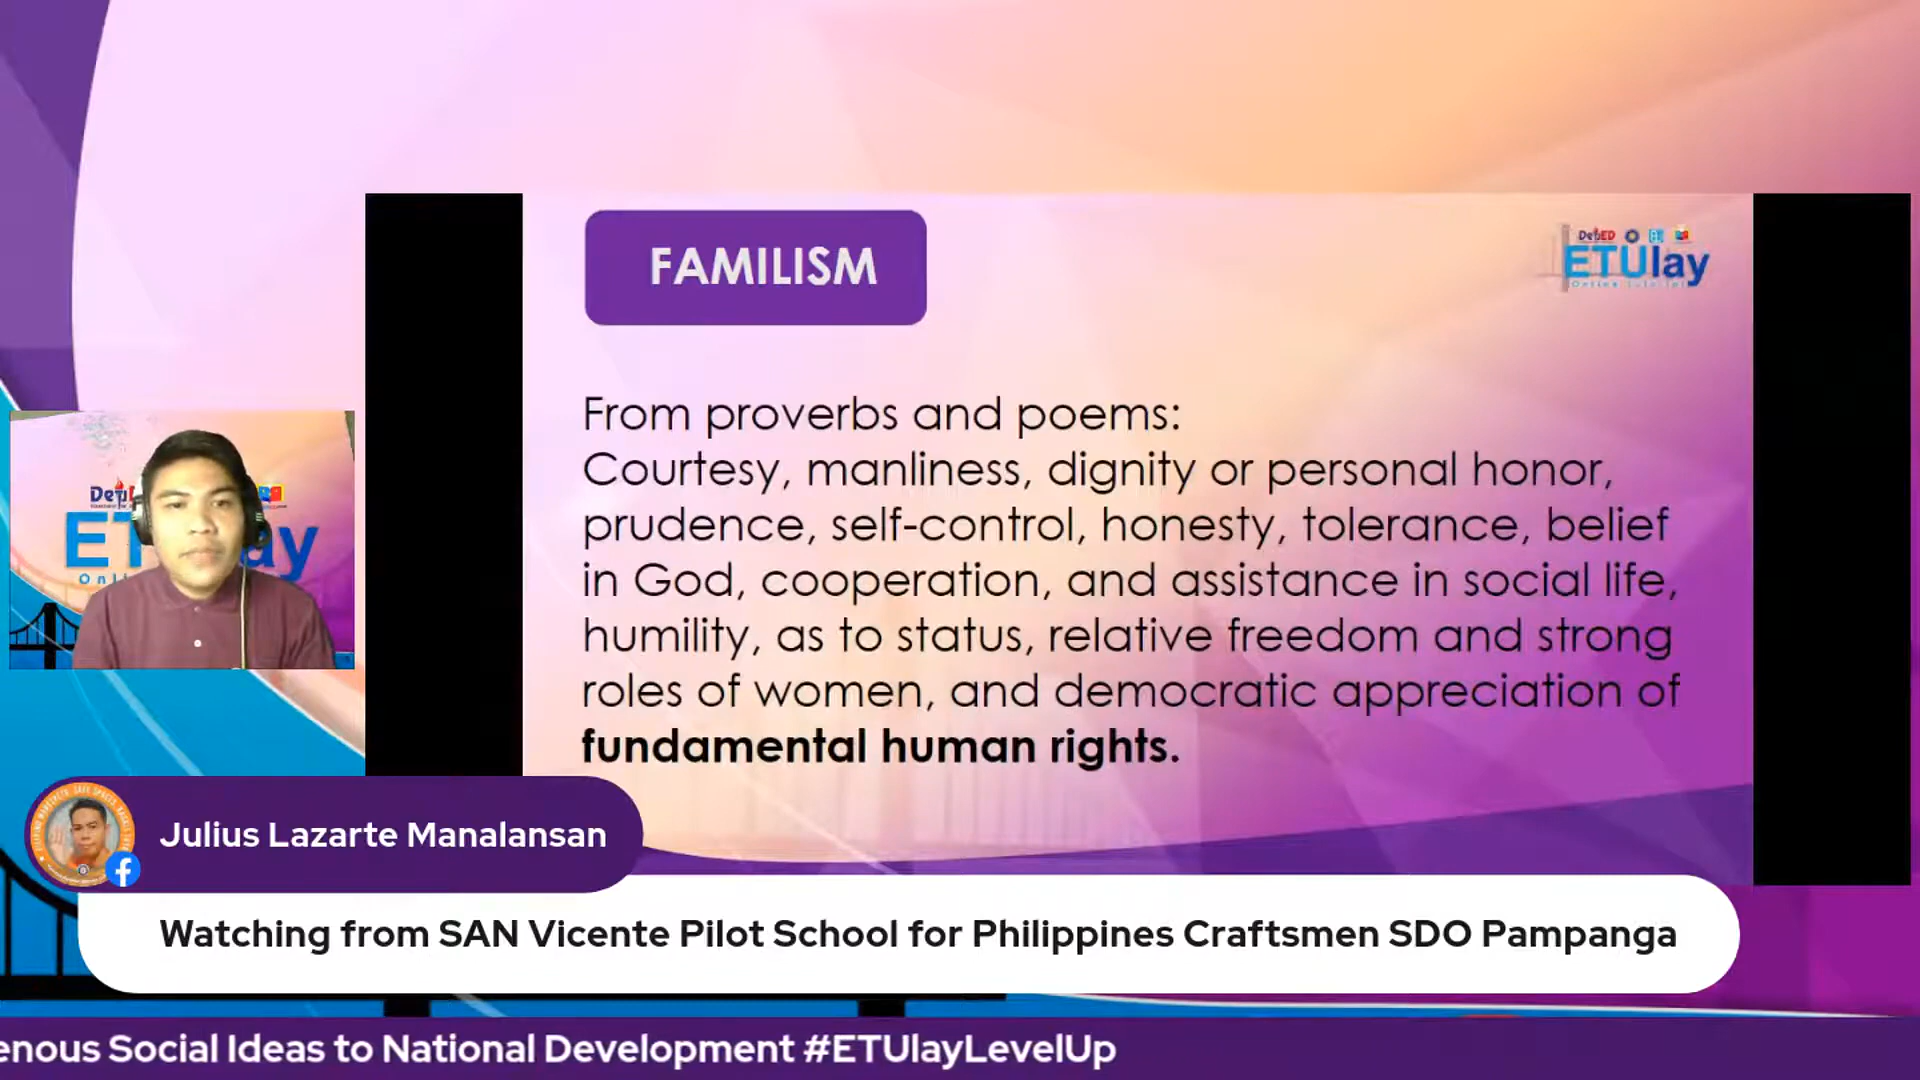 FAMILISM
DepED
ETUlay
Online Tutorial
From proverbs and poems:
Courtesy, manliness, dignity or personal honor,
prudence, self-control, honesty, tolerance, belief
in God, cooperation, and assistance in social life,
humility, as to status, relative freedom and strong
roles of women, and democratic appreciation of
fundamental human rights.
Julius Lazarte Manalansan
Watching from SAN Vicente Pilot School for Philippines Craftsmen SDO Pampanga
enous Social Ideas to National Development #ETUlayLevelUp